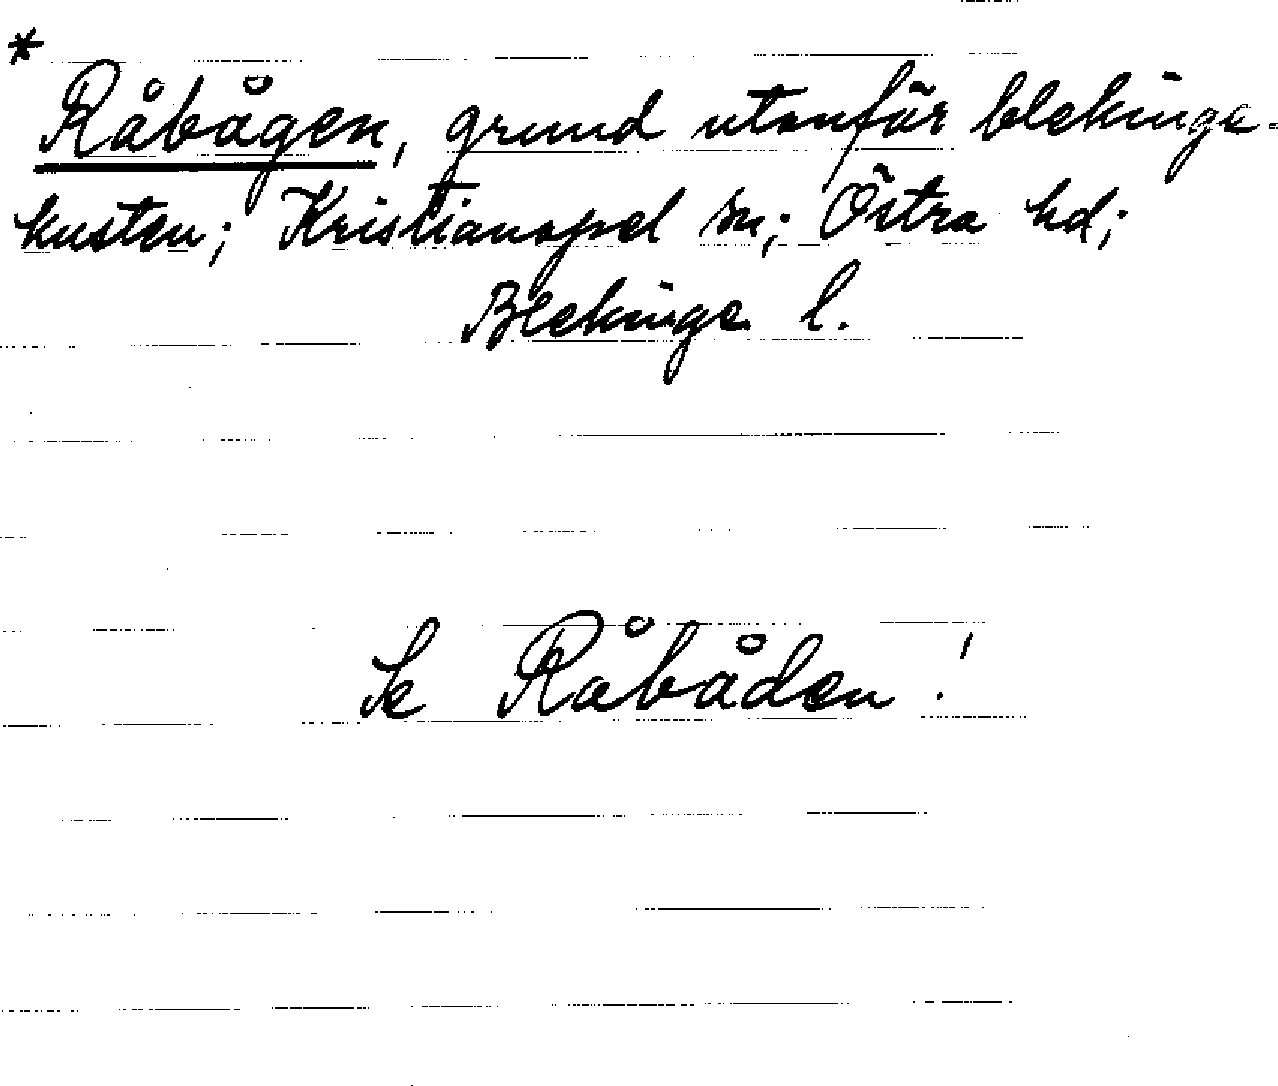 *
Råbågen, grund utanför blekinge-
kusten; Kristianopel sn; Östra hd;
Blekinge l.
Se Råbåden!